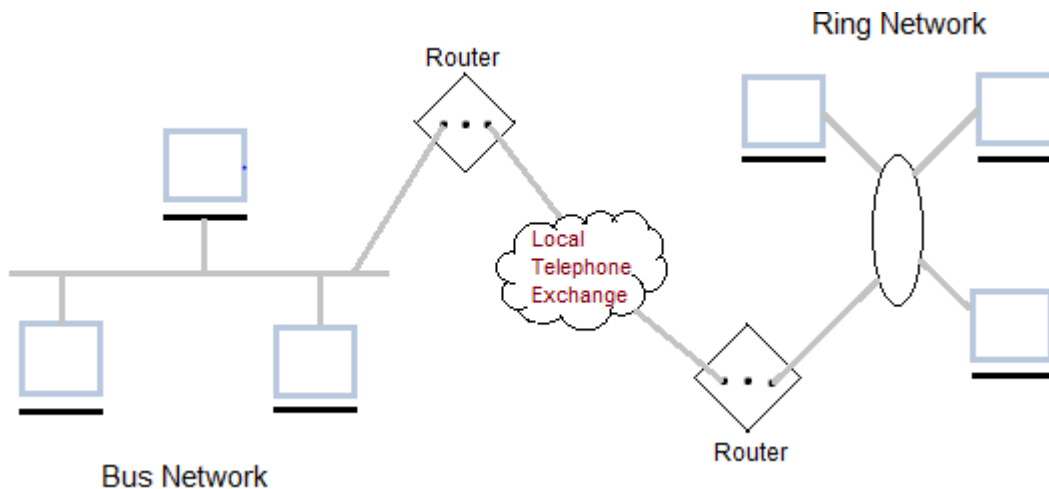 Ring Network
Router
Local
Telephone
Exchange
Router
Bus Network